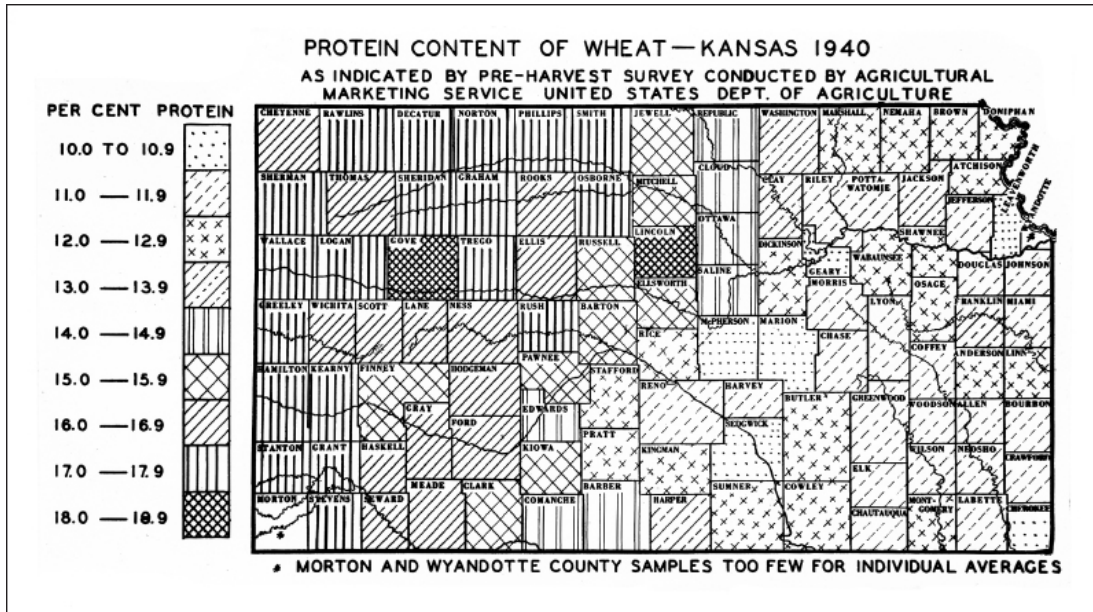 PROTEIN CONTENT OF WHEAT—KANSAS 1940
AS INDICATED BY PRE-HARVEST SURVEY CONDUCTED BY AGRICULTURAL
MARKETING SERVICE UNITED STATES DEPT. OF AGRICULTURE
PER CENT PROTEIN
10.0 TO 10.9
11.0 — 11.9
12.0 — 12.9
13.0 — 13.9
14.0 — 14.9
15.0 — 15.9
16.0 — 16.9
17.0 — 17.9
18.0 — 18.9
CHEYENNE RAWLINS DECATUR NORTON PHILLIPS SMITH JEWELL REPUBLIC WASHINGTON MARSHALL NEMAHA BROWN DONIPHAN
SHERMAN THOMAS SHERIDAN GRAHAM ROOKS OSBORNE MITCHELL CLOUD CLAY RILEY POTTA-
WATOMIE JACKSON ATCHISON JEFFERSON LEAVENWORTH
WALLACE LOGAN GOVE TREGO ELLIS RUSSELL LINCOLN OTTAWA SALINE DICKINSON GEARY WABAUNSEE SHAWNEE DOUGLAS JOHNSON
GREELEY WICHITA SCOTT LANE NESS RUSH BARTON ELLSWORTH RICE McPHERSON MARION MORRIS CHASE LYON OSAGE FRANKLIN MIAMI
HAMILTON KEARNY FINNEY HODGEMAN PAWNEE STAFFORD RENO HARVEY BUTLER GREENWOOD COFFEY ANDERSON LINN
GRAY FORD EDWARDS SEDGWICK WOODSON ALLEN BOURBON
STANTON GRANT HASKELL KIOWA PRATT KINGMAN ELK WILSON NEOSHO CRAWFORD
MORTON STEVENS SEWARD MEADE CLARK COMANCHE BARBER HARPER SUMNER COWLEY CHAUTAUQUA MONT-
GOMERY LABETTE CHEROKEE
* MORTON AND WYANDOTTE COUNTY SAMPLES TOO FEW FOR INDIVIDUAL AVERAGES